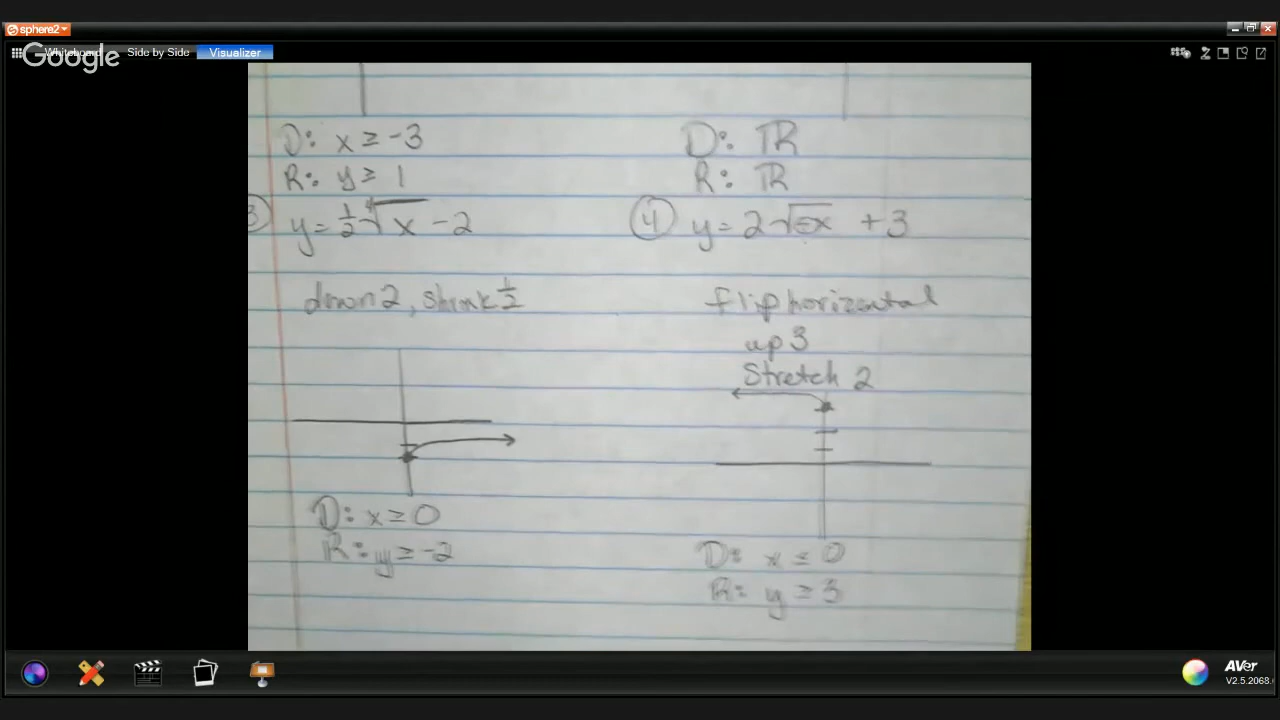 sphere2
Google
Whiteboard Side by Side Visualizer
D: x ≥ -3
R: y ≥ 1
3 y = 1/2 ∜x - 2
down 2, shrink 1/2
D: x ≥ 0
R: y ≥ -2
D: ℝ
R: ℝ
4 y = 2√-x + 3
flip horizontal
up 3
Stretch 2
D: x ≤ 0
R: y ≥ 3
AVer
V2.5.2068.